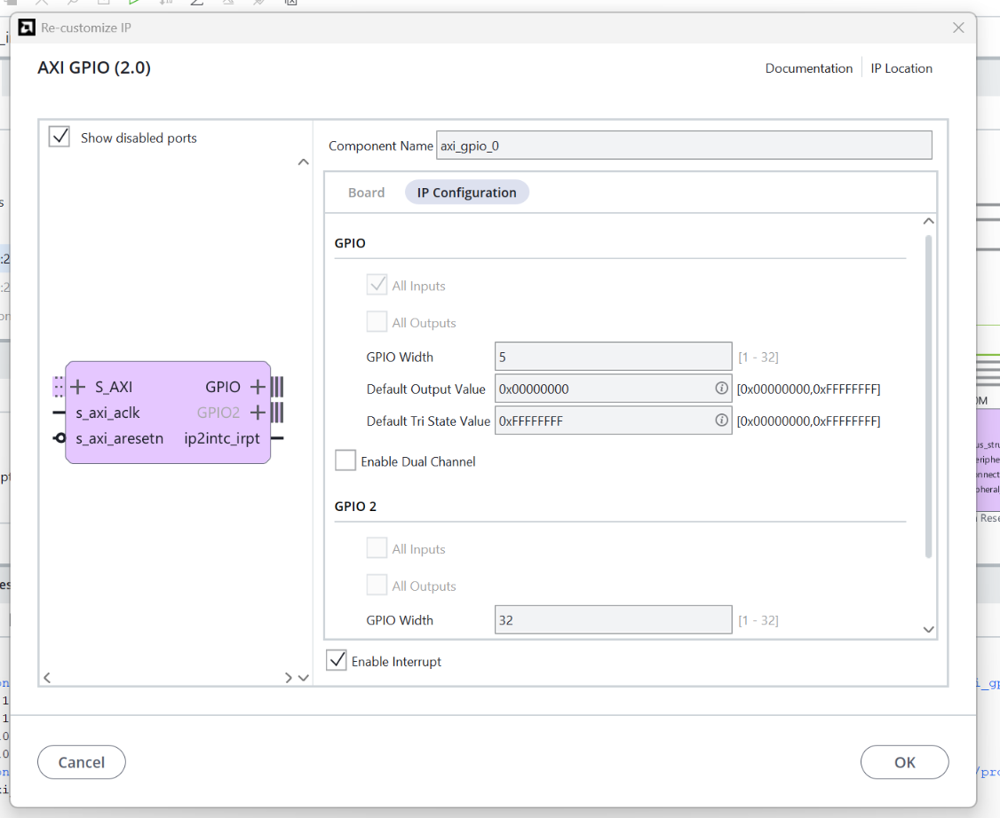 Re-customize IP
AXI GPIO (2.0)
Documentation
IP Location
Show disabled ports
Component Name axi_gpio_0
Board
IP Configuration
GPIO
All Inputs
All Outputs
GPIO Width 5 [1 - 32]
Default Output Value 0x00000000 [0x00000000,0xFFFFFFFF]
Default Tri State Value 0xFFFFFFFF [0x00000000,0xFFFFFFFF]
Enable Dual Channel
GPIO 2
All Inputs
All Outputs
GPIO Width 32 [1 - 32]
Enable Interrupt
S_AXI GPIO
s_axi_aclk GPIO2
s_axi_aresetn ip2intc_irpt
Cancel
OK